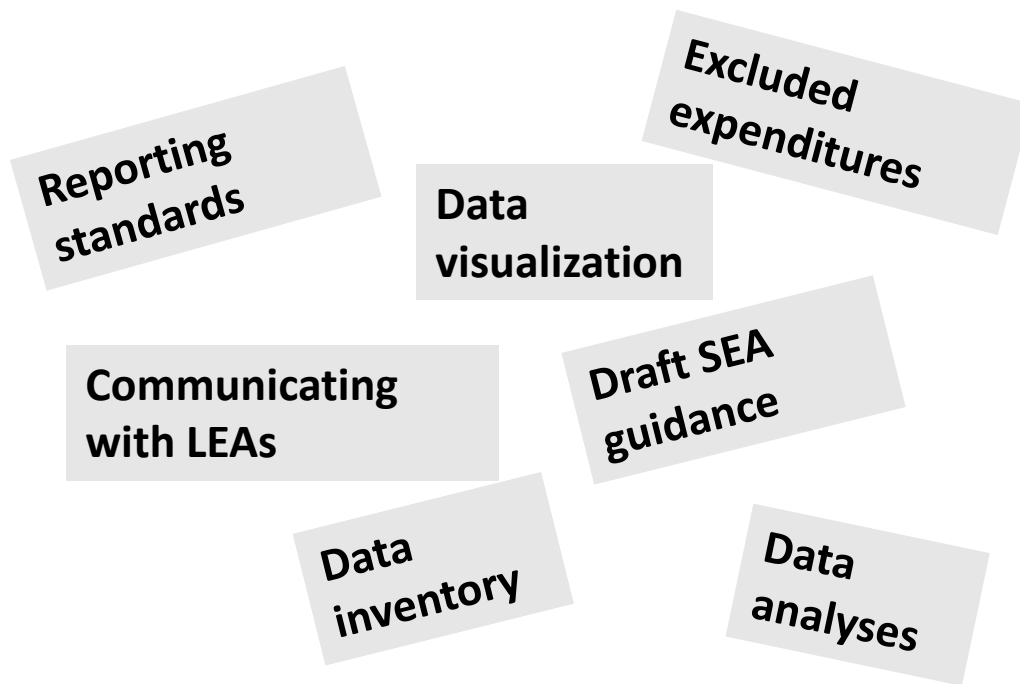 Reporting
standards
Excluded
expenditures
Data
visualization
Communicating
with LEAs
Draft SEA
guidance
Data
inventory
Data
analyses